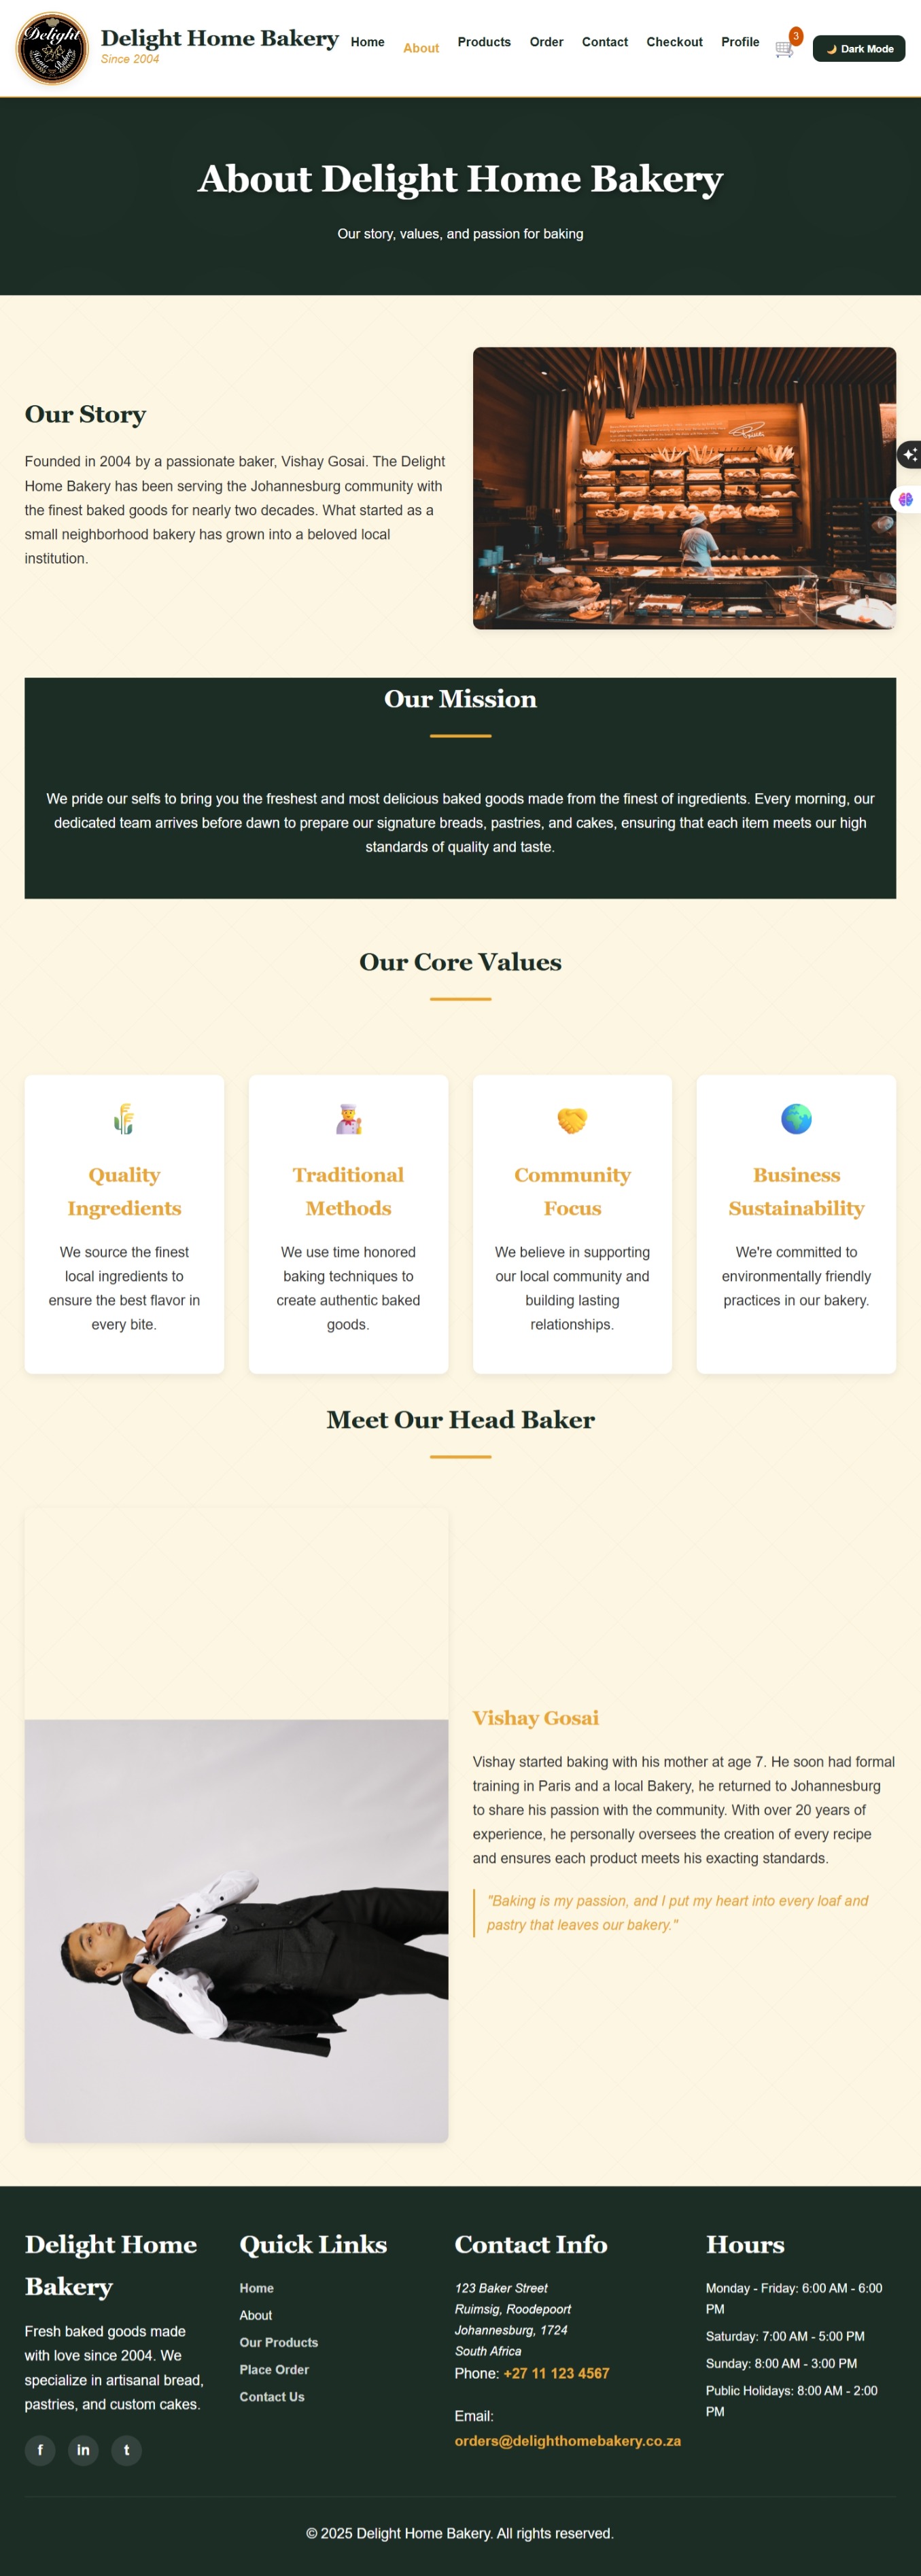 Delight
Home Bakery
Delight Home Bakery
Since 2004
Home
About
Products
Order
Contact
Checkout
Profile
3
Dark Mode
About Delight Home Bakery
Our story, values, and passion for baking
Our Story
Founded in 2004 by a passionate baker, Vishay Gosai. The Delight
Home Bakery has been serving the Johannesburg community with
the finest baked goods for nearly two decades. What started as a
small neighborhood bakery has grown into a beloved local
institution.
Our Mission
We pride our selfs to bring you the freshest and most delicious baked goods made from the finest of ingredients. Every morning, our
dedicated team arrives before dawn to prepare our signature breads, pastries, and cakes, ensuring that each item meets our high
standards of quality and taste.
Our Core Values
Quality
Ingredients
We source the finest
local ingredients to
ensure the best flavor in
every bite.
Traditional
Methods
We use time honored
baking techniques to
create authentic baked
goods.
Community
Focus
We believe in supporting
our local community and
building lasting
relationships.
Business
Sustainability
We're committed to
environmentally friendly
practices in our bakery.
Meet Our Head Baker
Vishay Gosai
Vishay started baking with his mother at age 7. He soon had formal
training in Paris and a local Bakery, he returned to Johannesburg
to share his passion with the community. With over 20 years of
experience, he personally oversees the creation of every recipe
and ensures each product meets his exacting standards.
"Baking is my passion, and I put my heart into every loaf and
pastry that leaves our bakery."
Delight Home
Bakery
Fresh baked goods made
with love since 2004. We
specialize in artisanal bread,
pastries, and custom cakes.
f
in
t
Quick Links
Home
About
Our Products
Place Order
Contact Us
Contact Info
123 Baker Street
Ruimsig, Roodepoort
Johannesburg, 1724
South Africa
Phone: +27 11 123 4567
Email:
orders@delighthomebakery.co.za
Hours
Monday - Friday: 6:00 AM - 6:00
PM
Saturday: 7:00 AM - 5:00 PM
Sunday: 8:00 AM - 3:00 PM
Public Holidays: 8:00 AM - 2:00
PM
© 2025 Delight Home Bakery. All rights reserved.